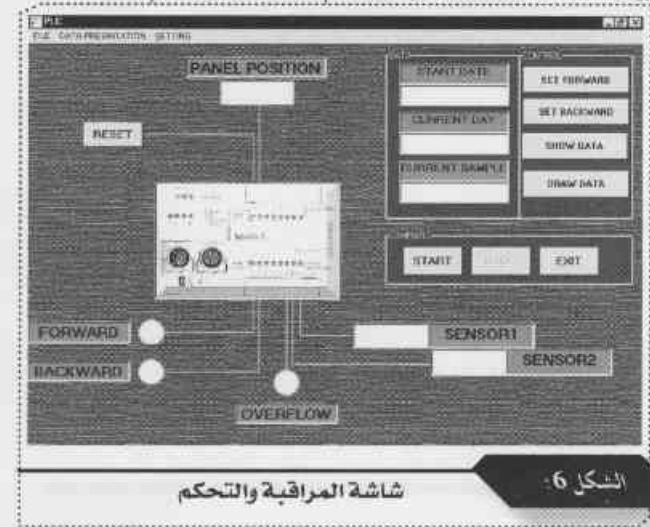 PLC
FILE DATA PRESENTATION SETTING
PANEL POSITION
RESET
START DATE
CURRENT DAY
CURRENT SAMPLE
SET FORWARD
SET BACKWARD
SHOW DATA
DRAW DATA
START
EXIT
FORWARD
BACKWARD
OVERFLOW
SENSOR1
SENSOR2
الشكل 6:
شاشة المراقبة والتحكم